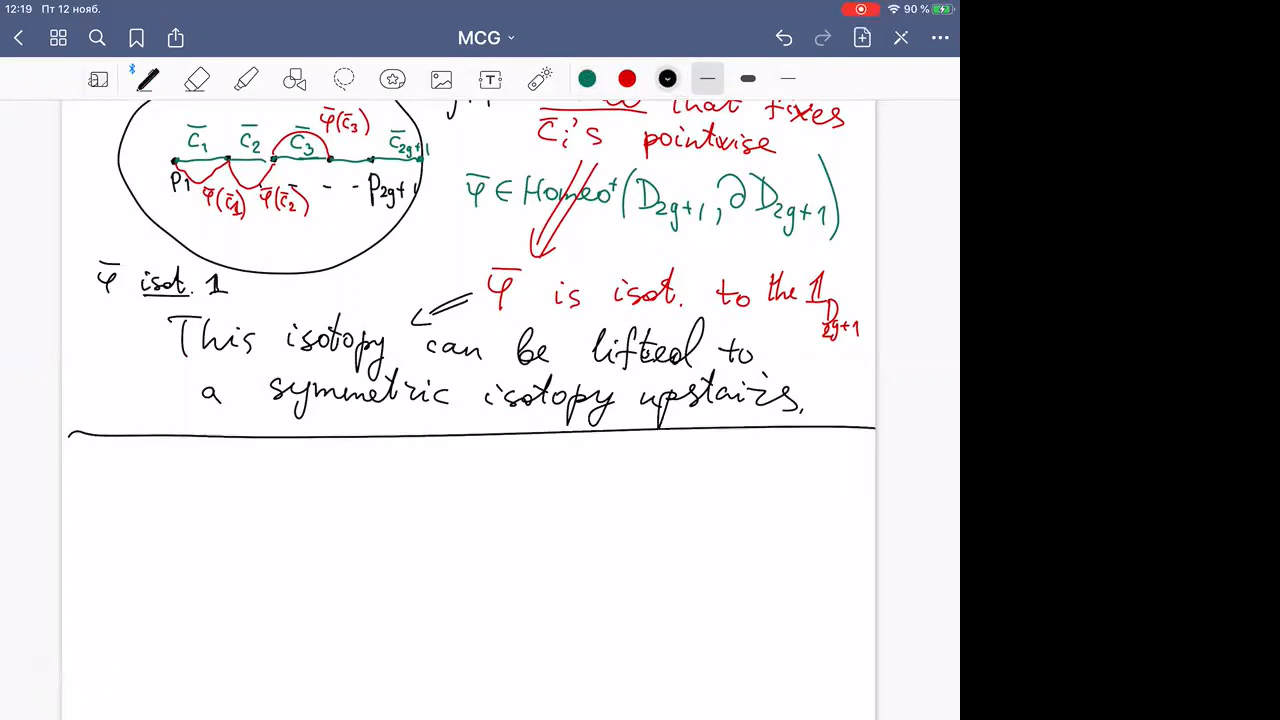 12:19 Пт 12 нояб.
90 %
MCG
that fixes
C̅ᵢ's pointwise
φ̅(c̅₃)
C̅₁ C̅₂ C̅₃ C̅₂g+1
P1 φ̅(c̅₁) φ̅(c̅₂) - - - P₂g+1
φ̅ ∈ Homeo⁺(D₂g+1, ∂D₂g+1)
φ̅ isot. 1
φ̅ is isot. to the 𝟙 D₂g+1
This isotopy can be lifted to
a symmetric isotopy upstairs.